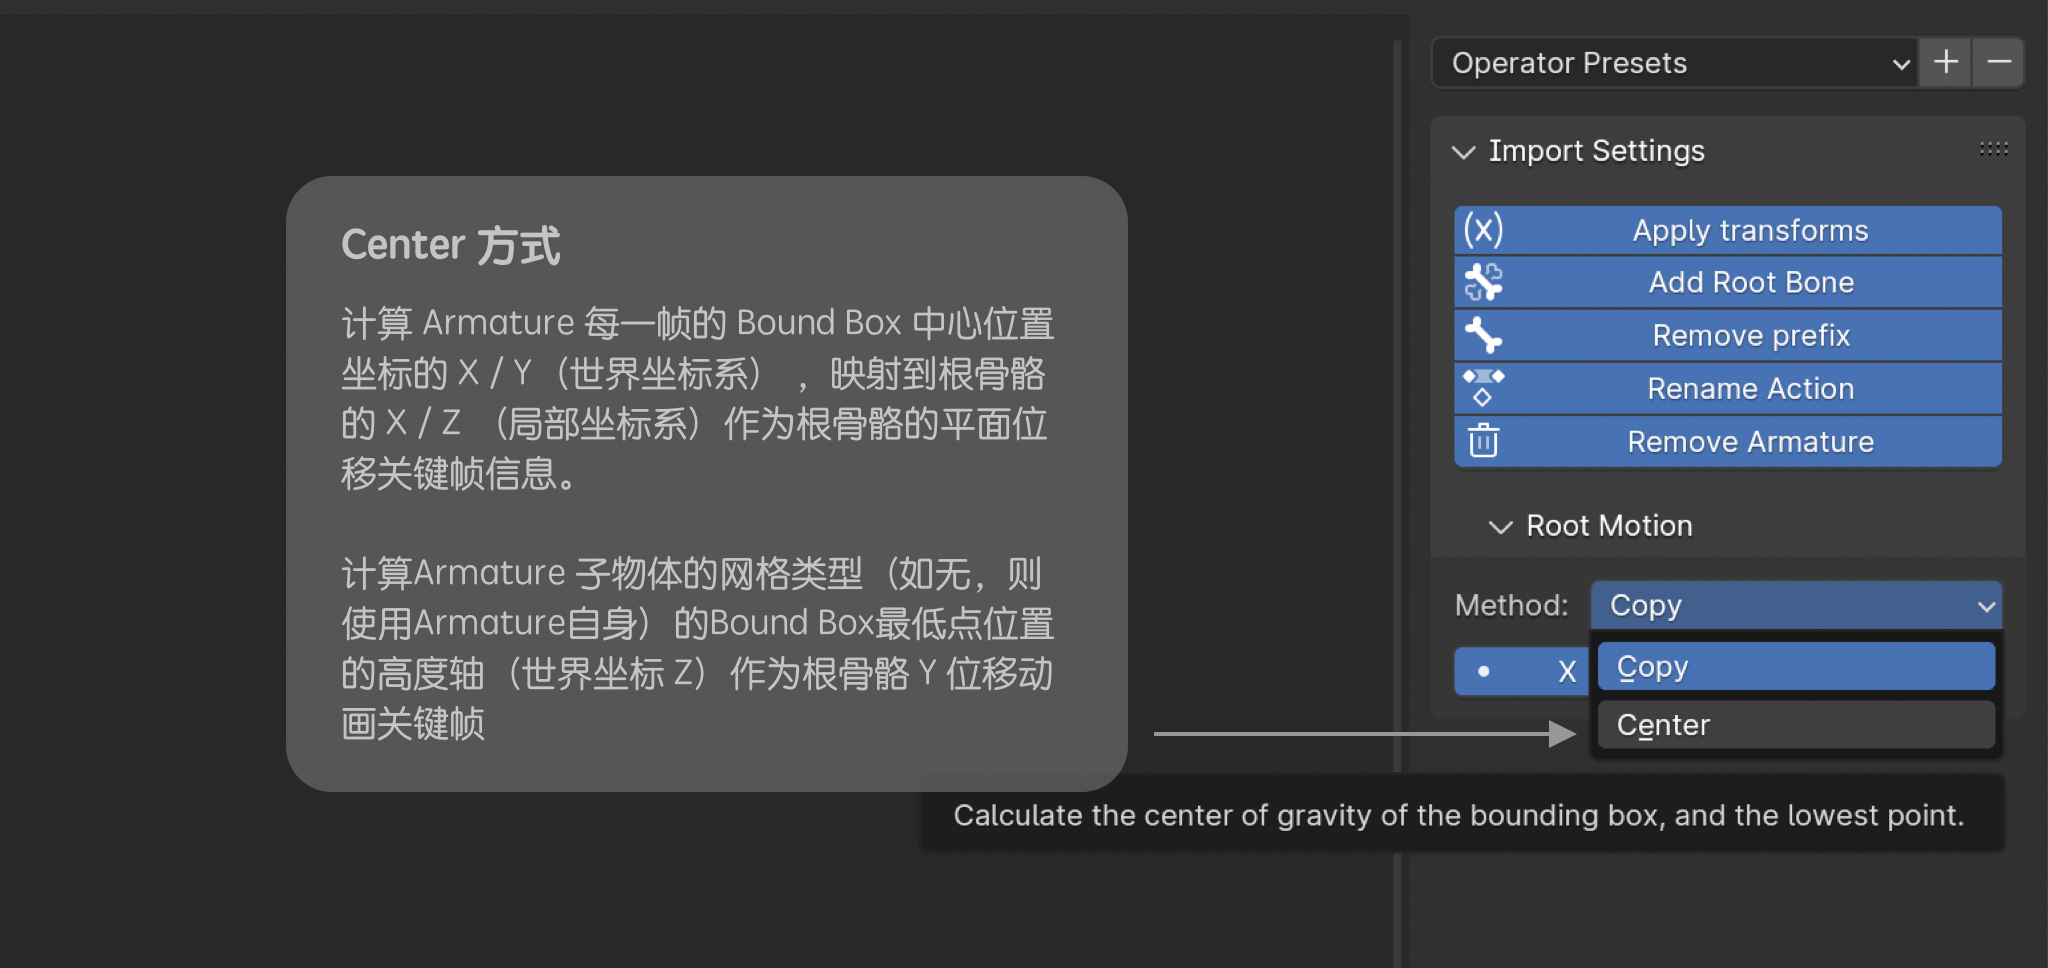 Operator Presets
Import Settings
Apply transforms
Add Root Bone
Remove prefix
Rename Action
Remove Armature
Root Motion
Method: Copy
X
Copy
Center
Calculate the center of gravity of the bounding box, and the lowest point.
Center 方式
计算 Armature 每一帧的 Bound Box 中心位置
坐标的 X / Y（世界坐标系），映射到根骨骼
的 X / Z （局部坐标系）作为根骨骼的平面位
移关键帧信息。
计算Armature 子物体的网格类型（如无，则
使用Armature自身）的Bound Box最低点位置
的高度轴（世界坐标 Z）作为根骨骼 Y 位移动
画关键帧